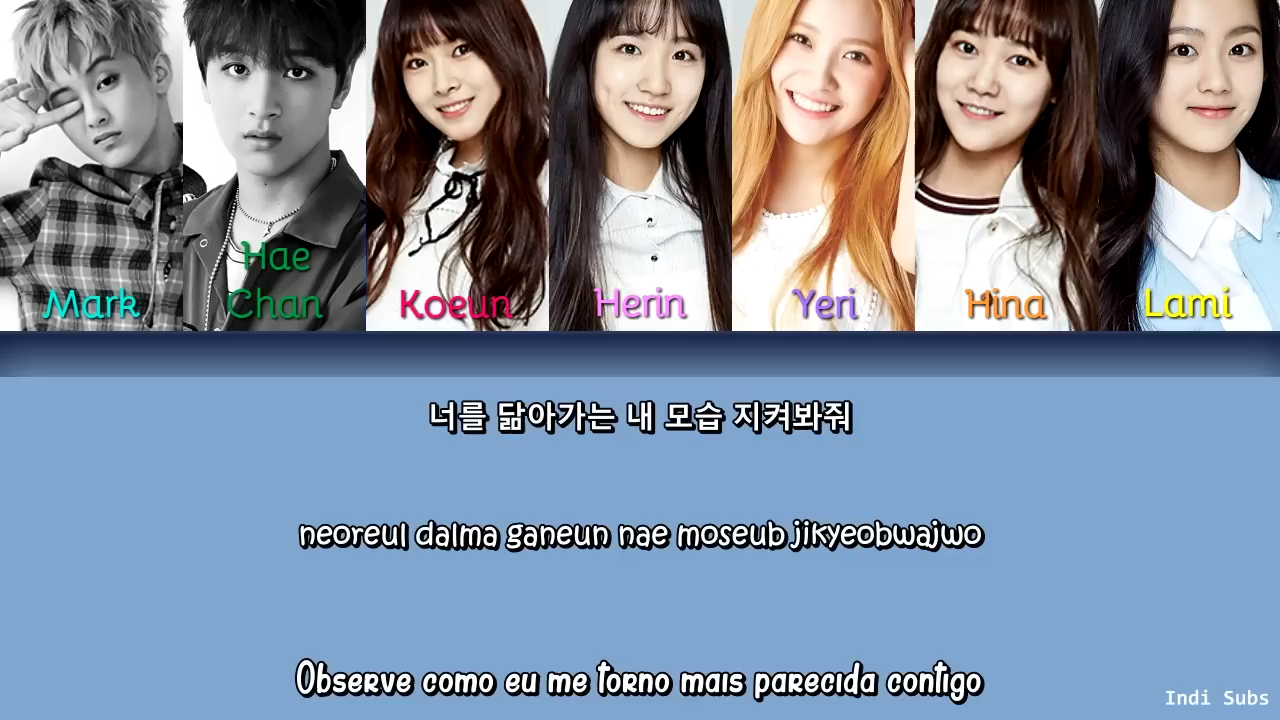 Mark
Hae
Chan
Koeun
Herin
Yeri
Hina
Lami
너를 닮아가는 내 모습 지켜봐줘
neoreul dalma ganeun nae moseub jikyeobwajwo
Observe como eu me torno mais parecida contigo
Indi Subs